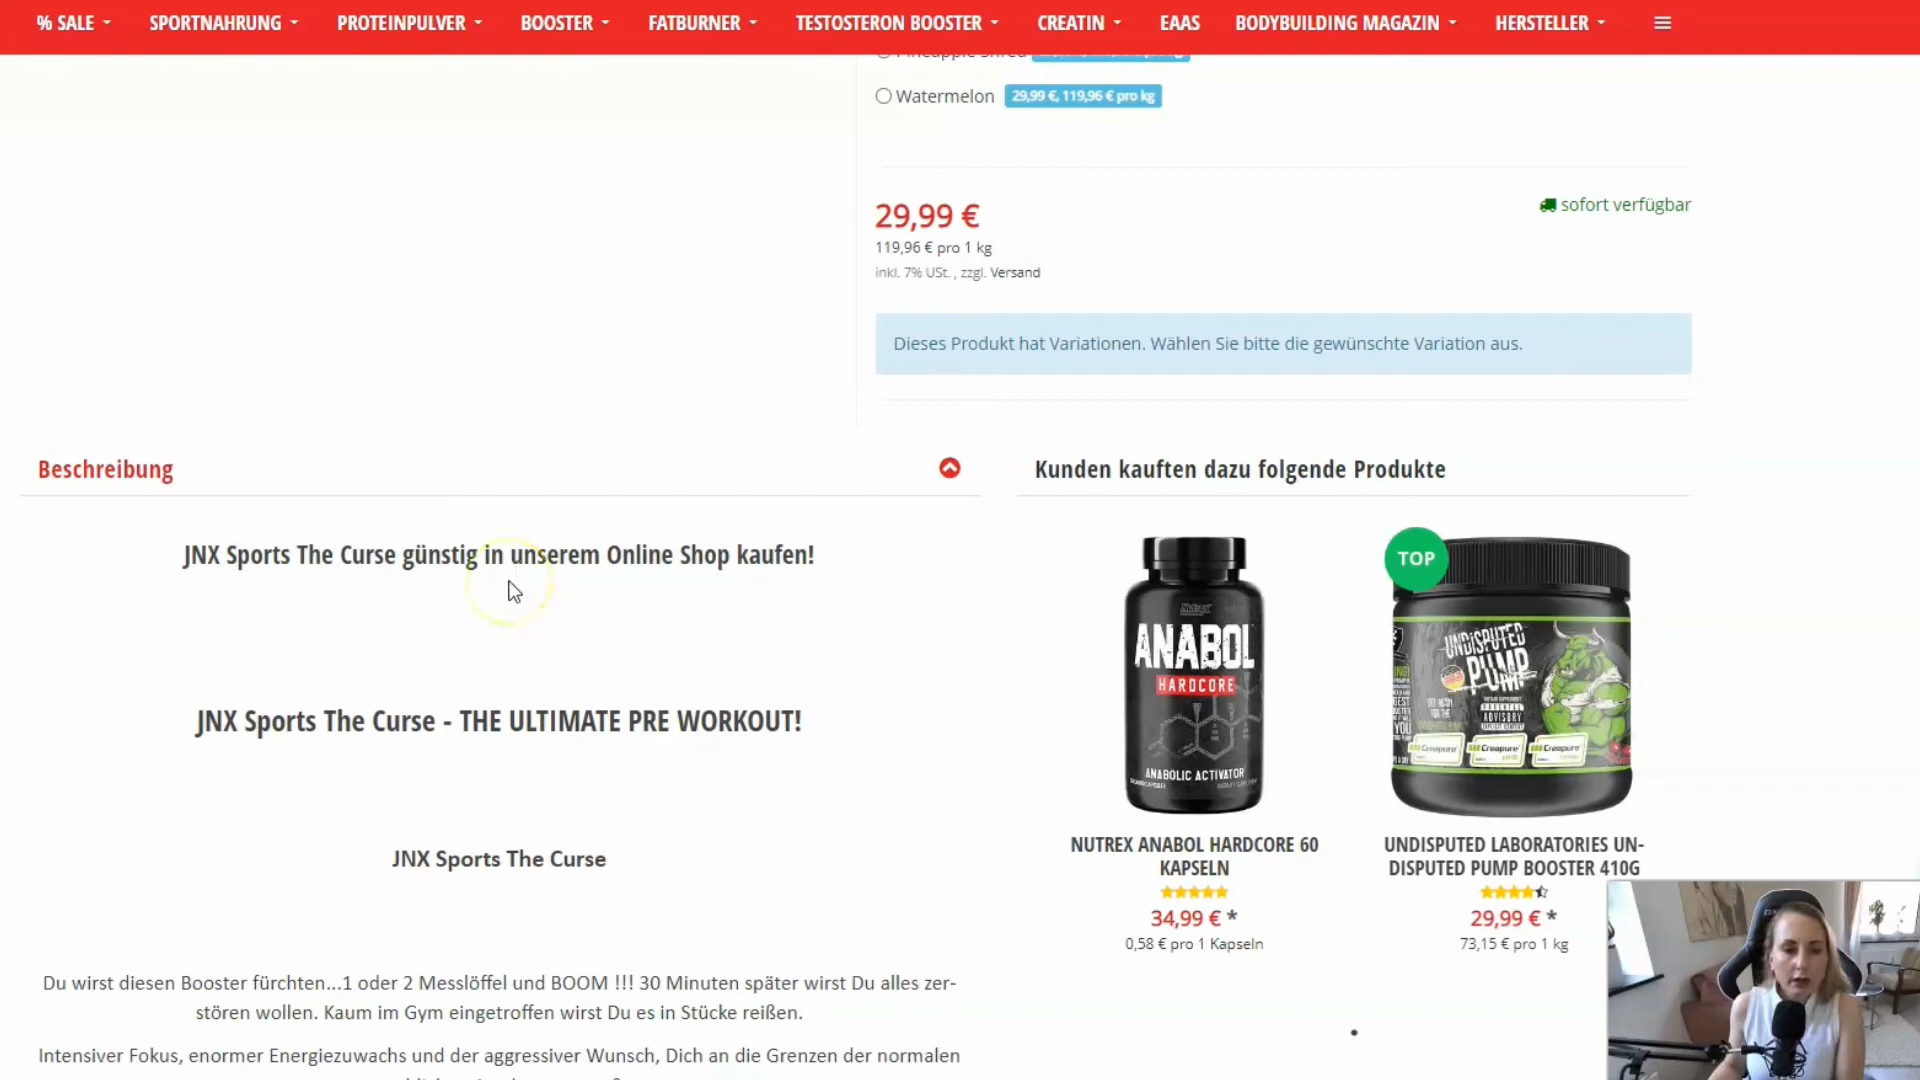 % SALE
SPORTNAHRUNG
PROTEINPULVER
BOOSTER
FATBURNER
TESTOSTERON BOOSTER
CREATIN
EAAS
BODYBUILDING MAGAZIN
HERSTELLER
Watermelon 29,99 €, 119,96 € pro kg
29,99 €
sofort verfügbar
119,96 € pro 1 kg
inkl. 7% USt. , zzgl. Versand
Dieses Produkt hat Variationen. Wählen Sie bitte die gewünschte Variation aus.
Beschreibung
JNX Sports The Curse günstig in unserem Online Shop kaufen!
JNX Sports The Curse - THE ULTIMATE PRE WORKOUT!
JNX Sports The Curse
Du wirst diesen Booster fürchten...1 oder 2 Messlöffel und BOOM !!! 30 Minuten später wirst Du alles zer-
stören wollen. Kaum im Gym eingetroffen wirst Du es in Stücke reißen.
Intensiver Fokus, enormer Energiezuwachs und der aggressiver Wunsch, Dich an die Grenzen der normalen
Kunden kauften dazu folgende Produkte
Nutrex
ANABOL
HARDCORE
ANABOLIC ACTIVATOR
NUTREX ANABOL HARDCORE 60
KAPSELN
34,99 € *
0,58 € pro 1 Kapseln
TOP
UNDISPUTED
PUMP
PARENTAL
ADVISORY
Creapure
Creapure
Creapure
UNDISPUTED LABORATORIES UN-
DISPUTED PUMP BOOSTER 410G
29,99 € *
73,15 € pro 1 kg